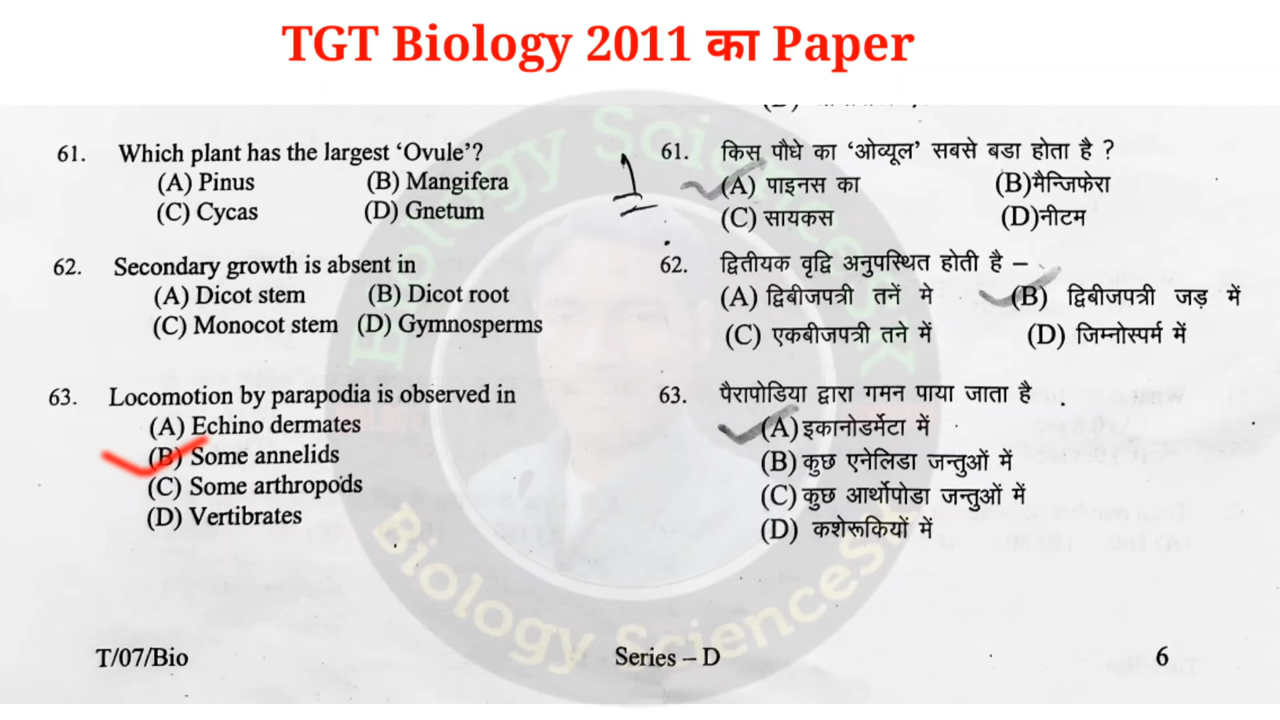 TGT Biology 2011 का Paper
61. Which plant has the largest ‘Ovule’?
(A) Pinus (B) Mangifera
(C) Cycas (D) Gnetum
62. Secondary growth is absent in
(A) Dicot stem (B) Dicot root
(C) Monocot stem (D) Gymnosperms
63. Locomotion by parapodia is observed in
(A) Echino dermates
(B) Some annelids
(C) Some arthropods
(D) Vertibrates
61. किस पौधे का ‘ओव्यूल’ सबसे बडा होता है ?
(A) पाइनस का (B)मैन्जिफेरा
(C) सायकस (D)नीटम
62. द्वितीयक वृद्वि अनुपस्थित होती है –
(A) द्विबीजपत्री तनें मे (B) द्विबीजपत्री जड़ में
(C) एकबीजपत्री तने में (D) जिम्नोस्पर्म में
63. पैरापोडिया द्वारा गमन पाया जाता है
(A) इकानोडर्मेटा में
(B) कुछ एनेलिडा जन्तुओं में
(C) कुछ आर्थोपोडा जन्तुओं में
(D) कशेरूकियों में
T/07/Bio Series – D 6
Biology Science
Biology Science